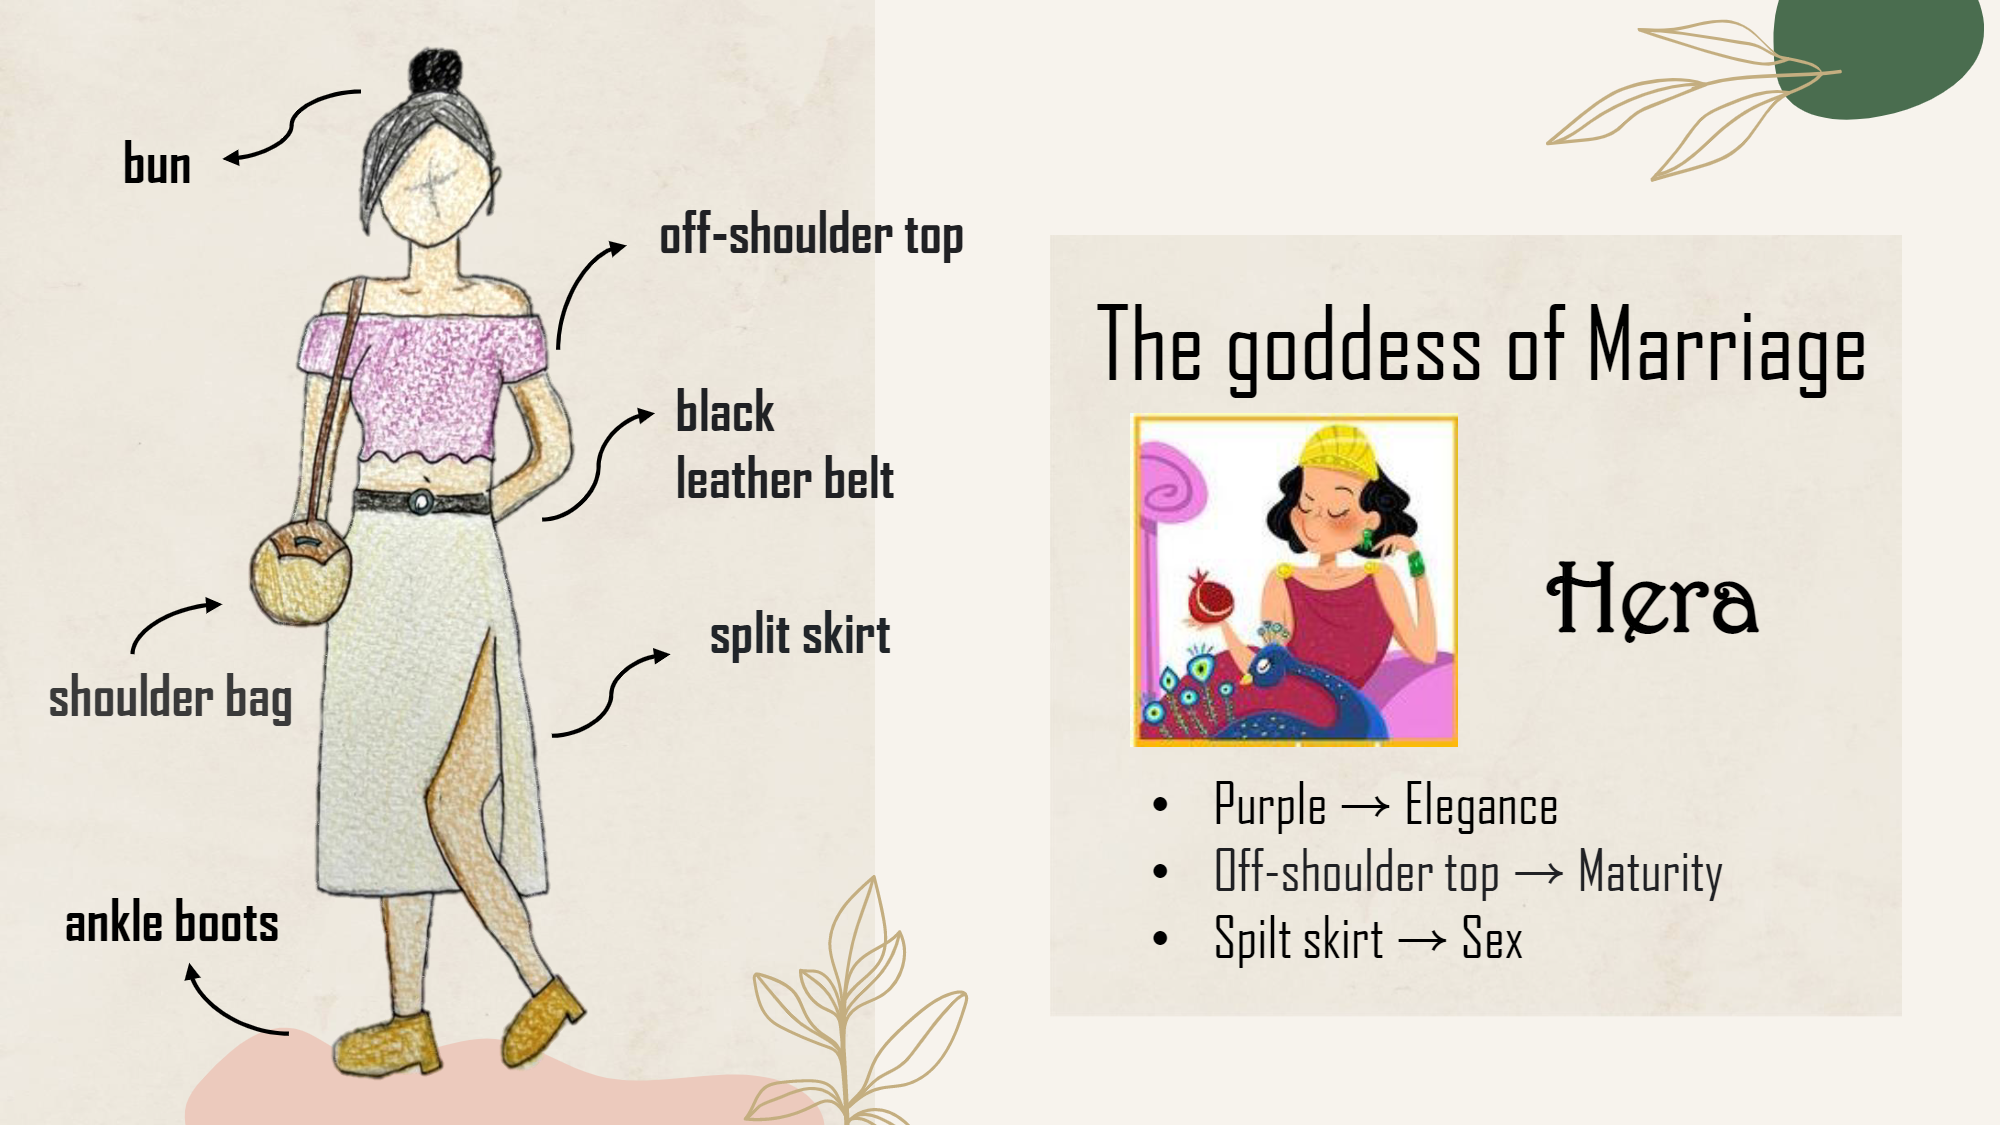 bun
off-shoulder top
black
leather belt
split skirt
shoulder bag
ankle boots
The goddess of Marriage
Hera
• Purple → Elegance
• Off-shoulder top → Maturity
• Spilt skirt → Sex